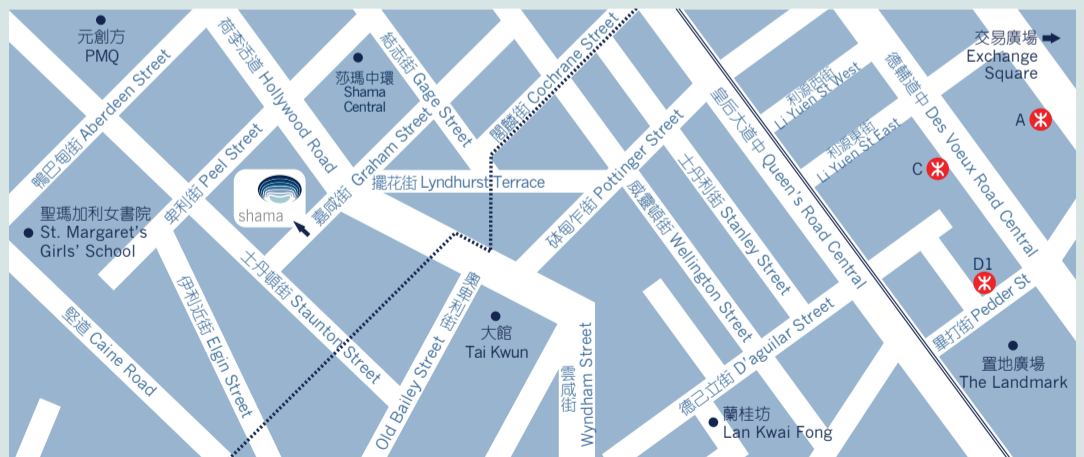 元創方
PMQ
荷李活道 Hollywood Road
鴨巴甸街 Aberdeen Street
結志街 Gage Street
莎瑪中環
Shama
Central
閣麟街 Cochrane Street
皇后大道中 Queen's Road Central
利源西街
Li Yuen St West
利源東街
Li Yuen St East
德輔道中 Des Voeux Road Central
交易廣場
Exchange
Square
A
C
D1
卑利街 Peel Street
嘉咸街 Graham Street
擺花街 Lyndhurst Terrace
砵甸乍街 Pottinger Street
士丹利街 Stanley Street
威靈頓街 Wellington Street
shama
聖瑪加利女書院
St. Margaret's
Girls' School
堅道 Caine Road
伊利近街 Elgin Street
士丹頓街 Staunton Street
奧卑利街 Old Bailey Street
大館
Tai Kwun
雲咸街
Wyndham Street
德己立街 D'aguilar Street
蘭桂坊
Lan Kwai Fong
畢打街 Pedder St
置地廣場
The Landmark